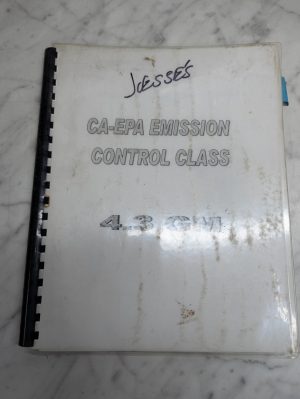 JESSE'S
CA-EPA EMISSION
CONTROL CLASS
4.3 GM